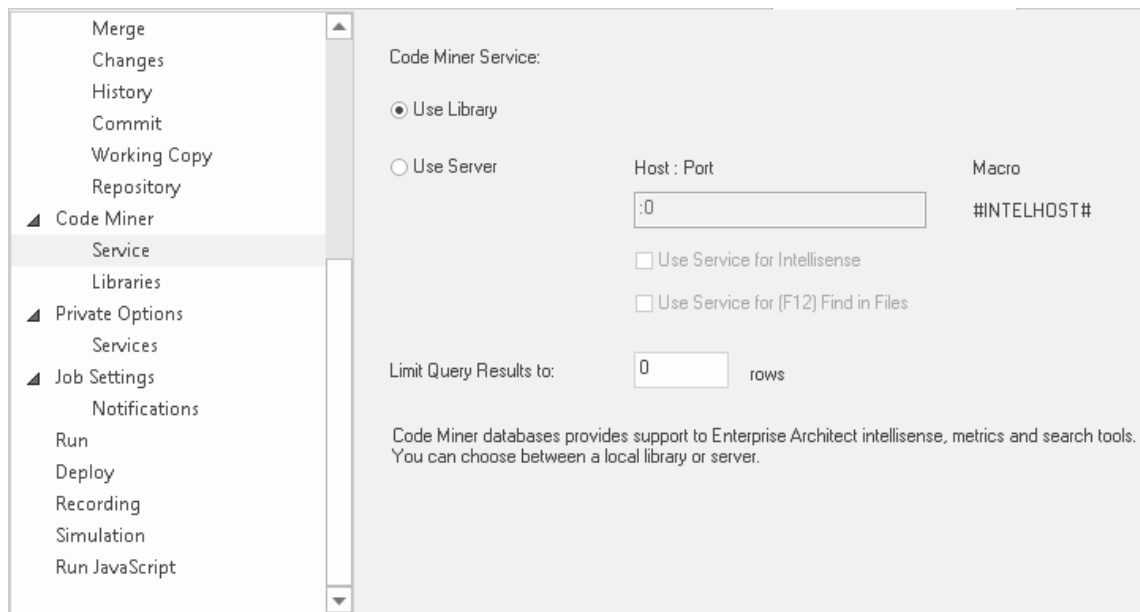 Merge
Changes
History
Commit
Working Copy
Repository
Code Miner
Service
Libraries
Private Options
Services
Job Settings
Notifications
Run
Deploy
Recording
Simulation
Run JavaScript
Code Miner Service:
Use Library
Use Server
Host : Port
Macro
:0
#INTELHOST#
Use Service for Intellisense
Use Service for (F12) Find in Files
Limit Query Results to:
0
rows
Code Miner databases provides support to Enterprise Architect intellisense, metrics and search tools.
You can choose between a local library or server.